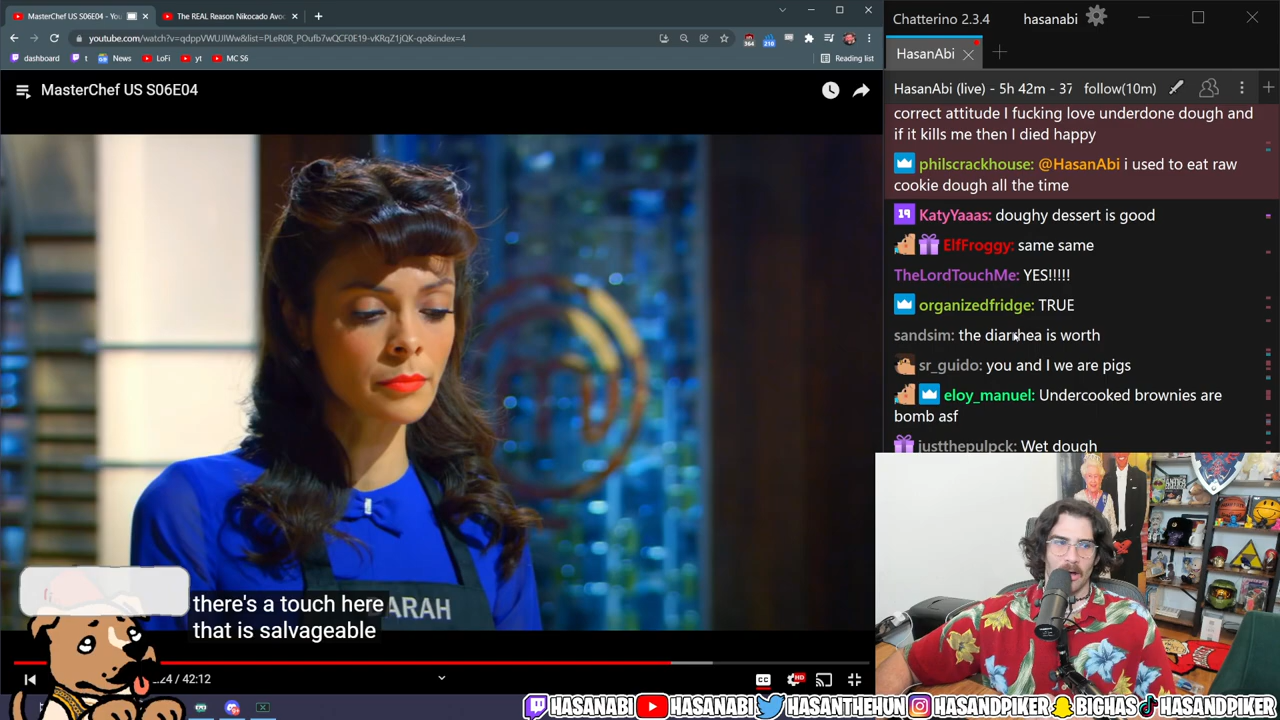 MasterChef US S06E04 - You
The REAL Reason Nikocado Avoc
youtube.com/watch?v=qdppVWUJIWw&list=PLeR0R_POufb7wQCF0E19-vKRqZ1jQK-qo&index=4
364
210
dashboard
t
News
LoFi
yt
MC S6
Reading list
MasterChef US S06E04
ARAH
there's a touch here
that is salvageable
:24 / 42:12
CC
HD
Chatterino 2.3.4
hasanabi
HasanAbi
HasanAbi (live) - 5h 42m - 37
follow(10m)
correct attitude I fucking love underdone dough and
if it kills me then I died happy
philscrackhouse: @HasanAbi i used to eat raw
cookie dough all the time
19 KatyYaaas: doughy dessert is good
ElfFroggy: same same
TheLordTouchMe: YES!!!!!
organizedfridge: TRUE
sandsim: the diarrhea is worth
sr_guido: you and I we are pigs
eloy_manuel: Undercooked brownies are
bomb asf
justthepulpck: Wet dough
HASANABI HASANABI HASANTHEHUN HASANDPIKER BIGHAS HASANDPIKER